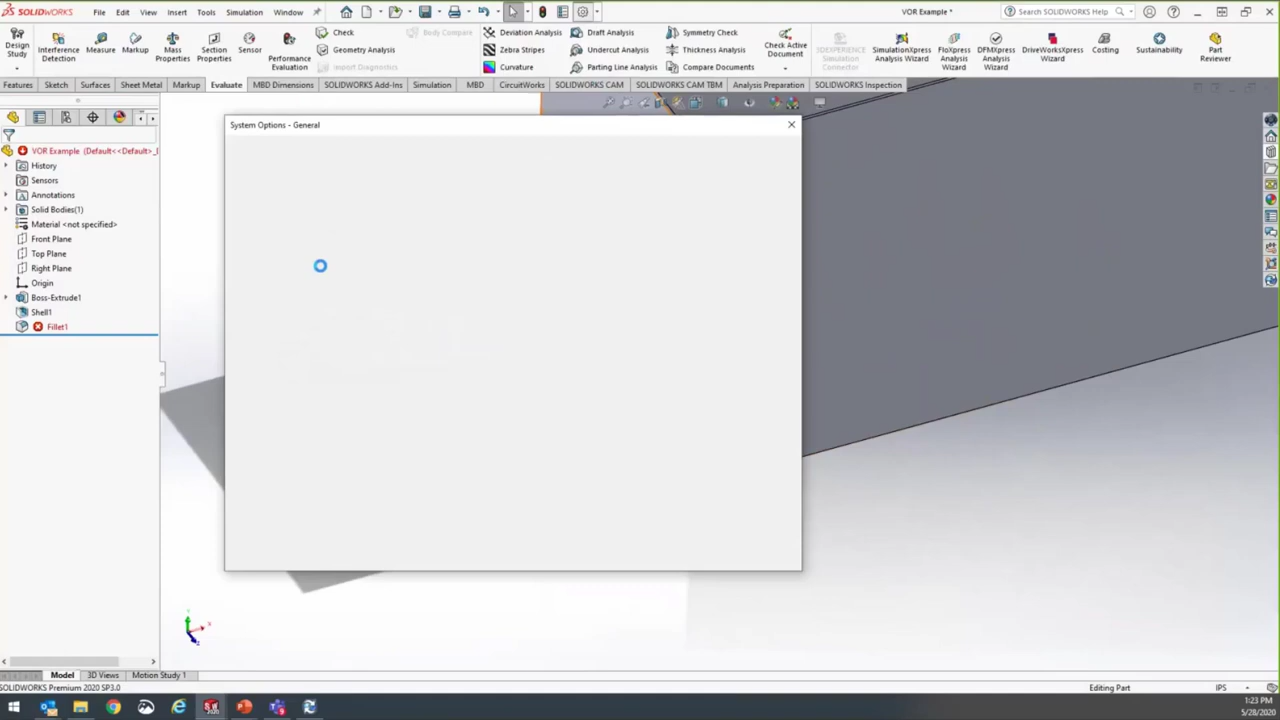 SOLIDWORKS File Edit View Insert Tools Simulation Window VOR Example * Search SOLIDWORKS Help
Design Study
Interference Detection
Measure
Markup
Mass Properties
Section Properties
Sensor
Performance Evaluation
Check
Geometry Analysis
Import Diagnostics
Body Compare
Deviation Analysis
Zebra Stripes
Curvature
Draft Analysis
Undercut Analysis
Parting Line Analysis
Symmetry Check
Thickness Analysis
Compare Documents
Check Active Document
3DEXPERIENCE Simulation Connector
SimulationXpress Analysis Wizard
FloXpress Analysis Wizard
DFMXpress Analysis Wizard
DriveWorksXpress Wizard
Costing
Sustainability
Part Reviewer
Features Sketch Surfaces Sheet Metal Markup Evaluate MBD Dimensions SOLIDWORKS Add-Ins Simulation MBD CircuitWorks SOLIDWORKS CAM SOLIDWORKS CAM TBM Analysis Preparation SOLIDWORKS Inspection
System Options - General
VOR Example (Default<<Default>_D
History
Sensors
Annotations
Solid Bodies(1)
Material <not specified>
Front Plane
Top Plane
Right Plane
Origin
Boss-Extrude1
Shell1
Fillet1
Model 3D Views Motion Study 1
SOLIDWORKS Premium 2020 SP3.0 Editing Part IPS
1:23 PM
5/28/2020